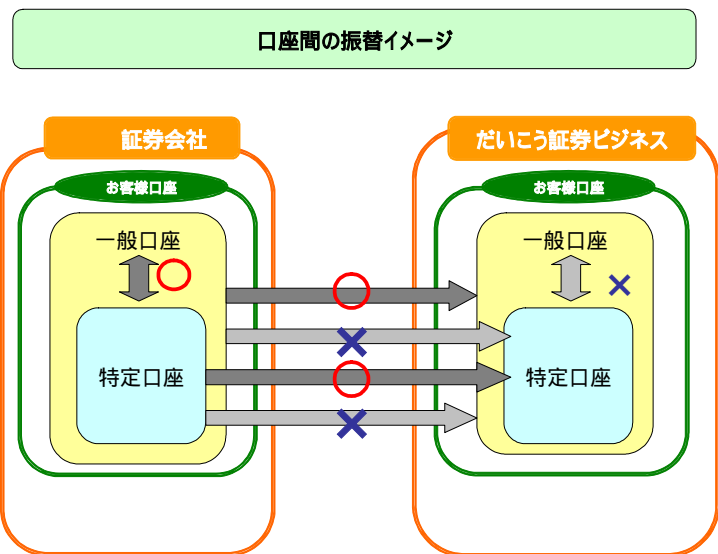 口座間の振替イメージ
証券会社
お客様口座
一般口座
特定口座
だいこう証券ビジネス
お客様口座
一般口座
特定口座